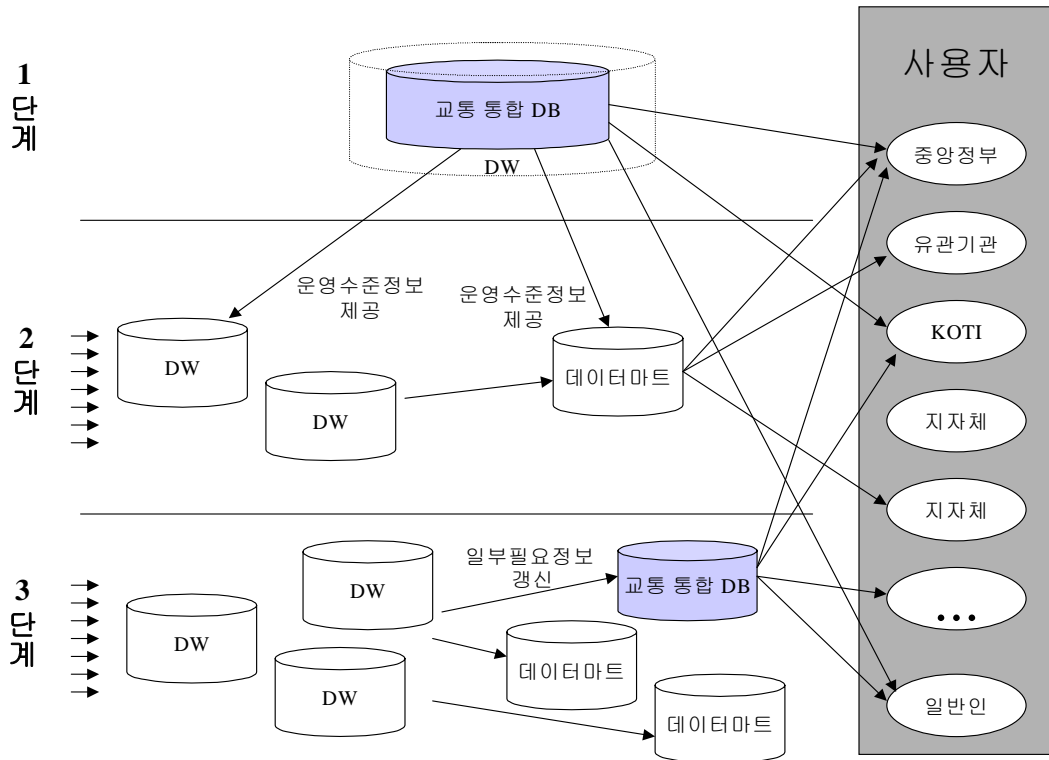 1
단
계
교통 통합 DB
DW
운영수준정보
제공
운영수준정보
제공
2
단
계
DW
DW
데이터마트
3
단
계
DW
DW
DW
일부필요정보
갱신
교통 통합 DB
데이터마트
데이터마트
사용자
중앙정부
유관기관
KOTI
지자체
지자체
...
일반인